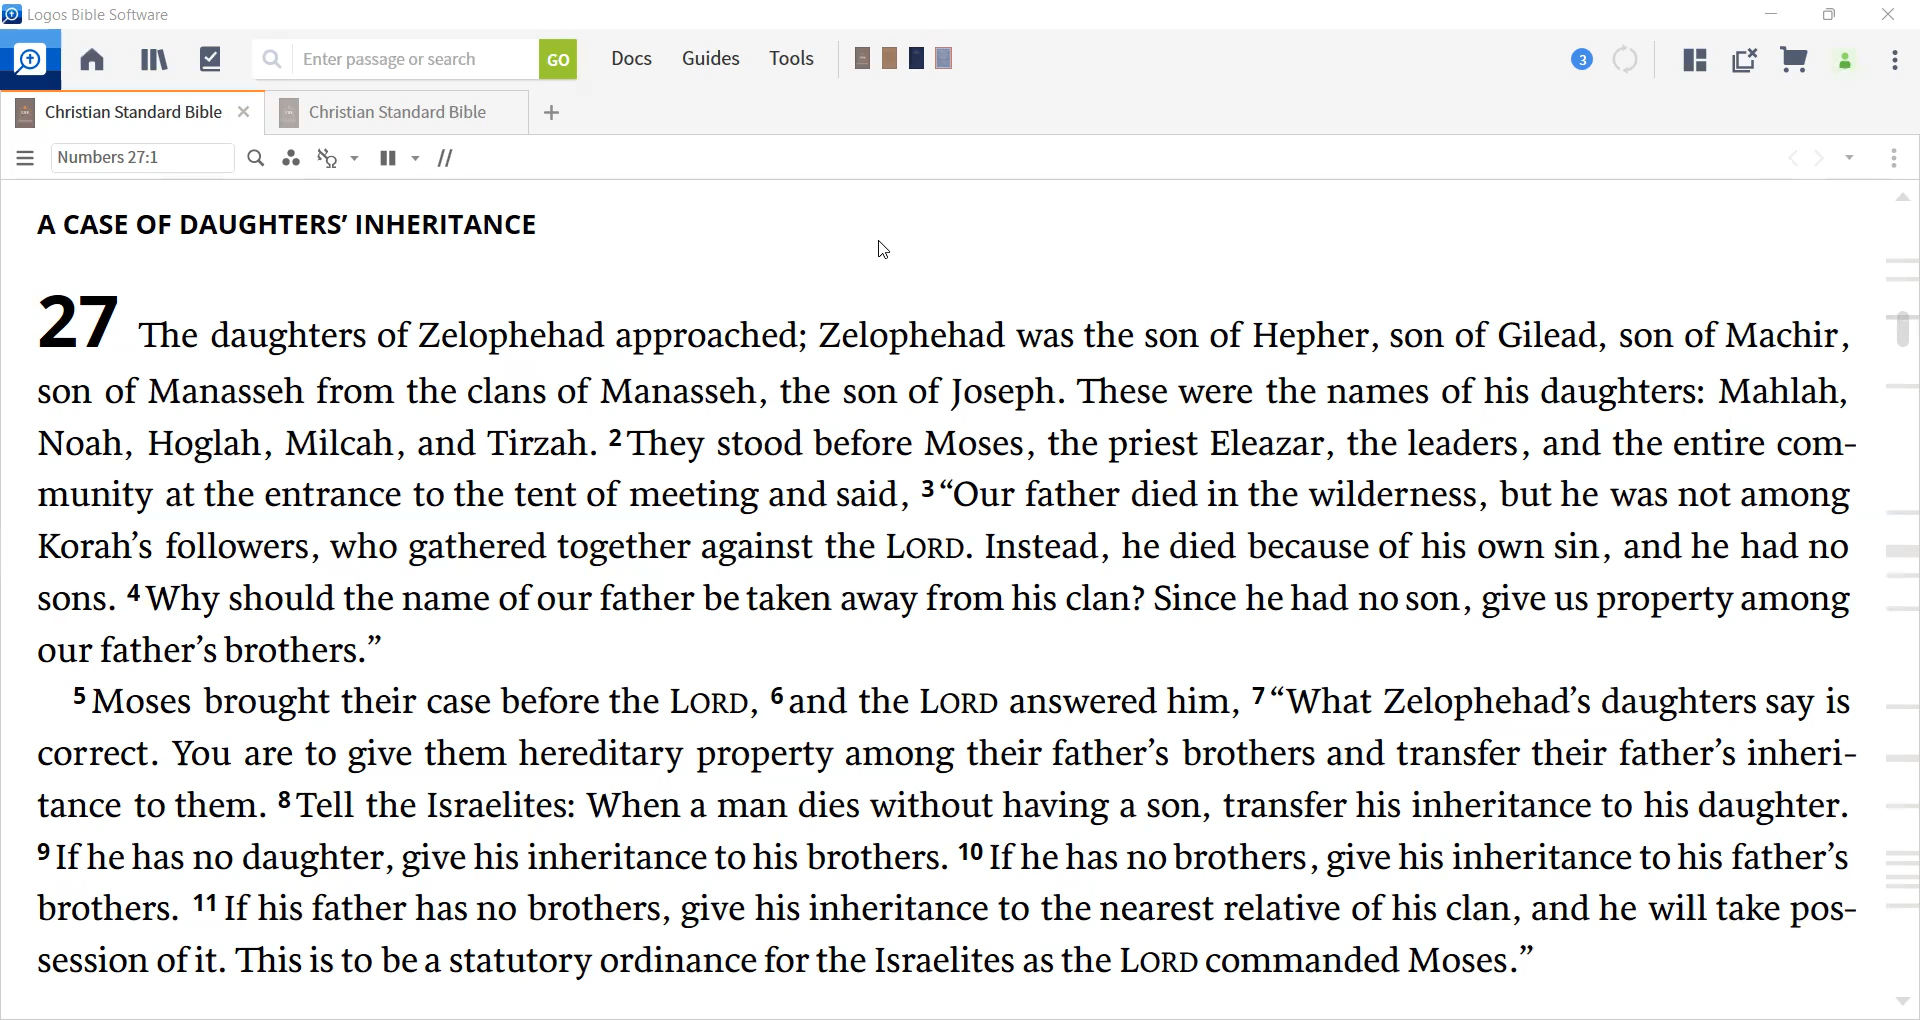 Logos Bible Software
Enter passage or search
GO
Docs
Guides
Tools
3
Christian Standard Bible
Christian Standard Bible
Numbers 27:1
A CASE OF DAUGHTERS’ INHERITANCE
27 The daughters of Zelophehad approached; Zelophehad was the son of Hepher, son of Gilead, son of Machir,
son of Manasseh from the clans of Manasseh, the son of Joseph. These were the names of his daughters: Mahlah,
Noah, Hoglah, Milcah, and Tirzah. 2 They stood before Moses, the priest Eleazar, the leaders, and the entire com-
munity at the entrance to the tent of meeting and said, 3 “Our father died in the wilderness, but he was not among
Korah’s followers, who gathered together against the LORD. Instead, he died because of his own sin, and he had no
sons. 4 Why should the name of our father be taken away from his clan? Since he had no son, give us property among
our father’s brothers.”
5 Moses brought their case before the LORD, 6 and the LORD answered him, 7 “What Zelophehad’s daughters say is
correct. You are to give them hereditary property among their father’s brothers and transfer their father’s inheri-
tance to them. 8 Tell the Israelites: When a man dies without having a son, transfer his inheritance to his daughter.
9 If he has no daughter, give his inheritance to his brothers. 10 If he has no brothers, give his inheritance to his father’s
brothers. 11 If his father has no brothers, give his inheritance to the nearest relative of his clan, and he will take pos-
session of it. This is to be a statutory ordinance for the Israelites as the LORD commanded Moses.”